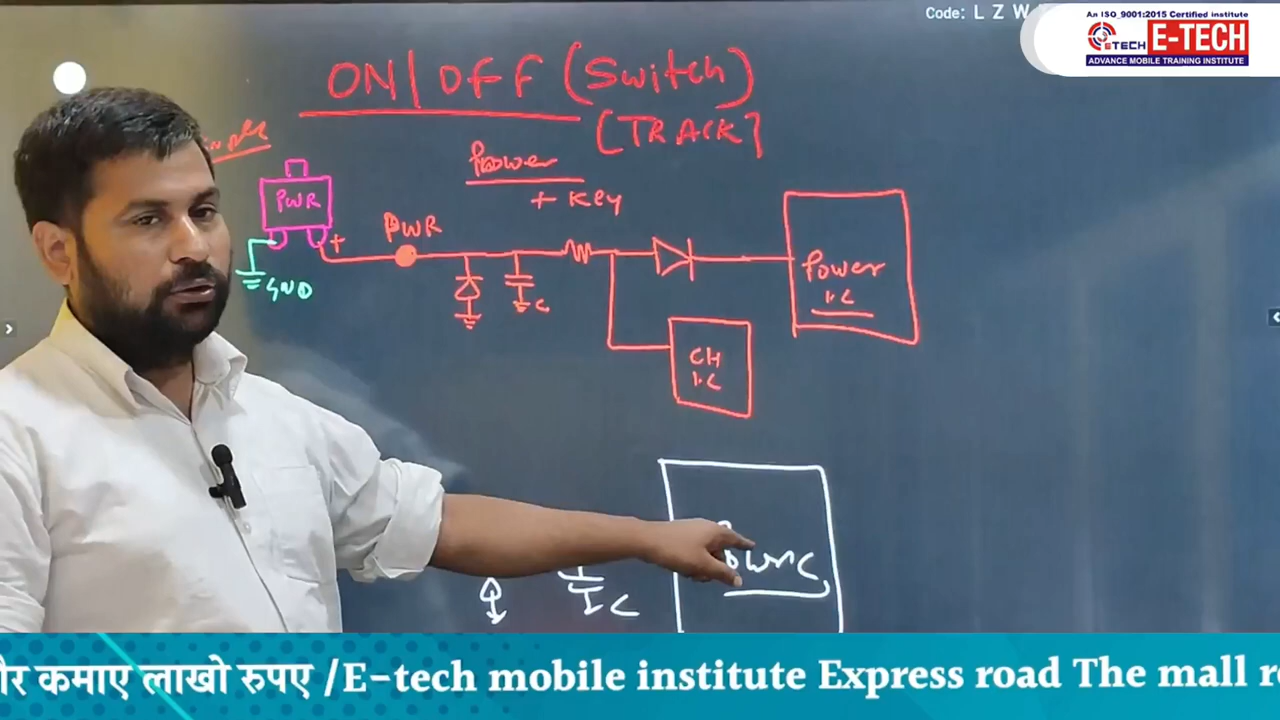 Code: L Z W
An ISO 9001:2015 Certified institute
ETECH E-TECH
ADVANCE MOBILE TRAINING INSTITUTE
ON/OFF (Switch)
[TRACK]
Power
+ Key
PWR
PWR
+
GND
C
Power
I.C
CH
I.C
C
कमाए लाखो रुपए /E-tech mobile institute Express road The mall